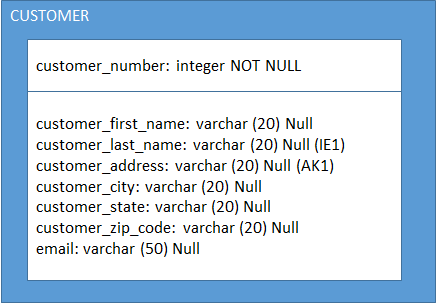 CUSTOMER
customer_number: integer NOT NULL
customer_first_name: varchar (20) Null
customer_last_name: varchar (20) Null (IE1)
customer_address: varchar (20) Null (AK1)
customer_city: varchar (20) Null
customer_state: varchar (20) Null
customer_zip_code: varchar (20) Null
email: varchar (50) Null